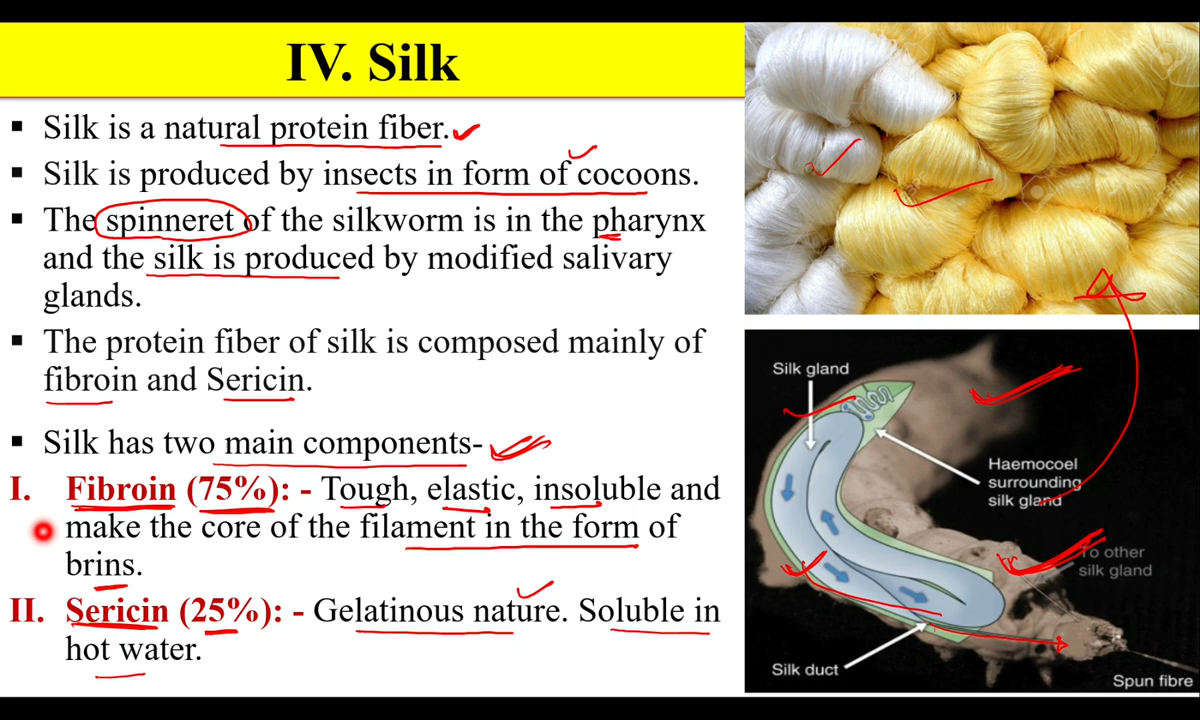 IV. Silk
▪ Silk is a natural protein fiber.
▪ Silk is produced by insects in form of cocoons.
▪ The spinneret of the silkworm is in the pharynx
and the silk is produced by modified salivary
glands.
▪ The protein fiber of silk is composed mainly of
fibroin and Sericin.
▪ Silk has two main components-
I. Fibroin (75%): - Tough, elastic, insoluble and
make the core of the filament in the form of
brins.
II. Sericin (25%): - Gelatinous nature. Soluble in
hot water.
Silk gland
Haemocoel
surrounding
silk gland
To other
silk gland
Silk duct
Spun fibre